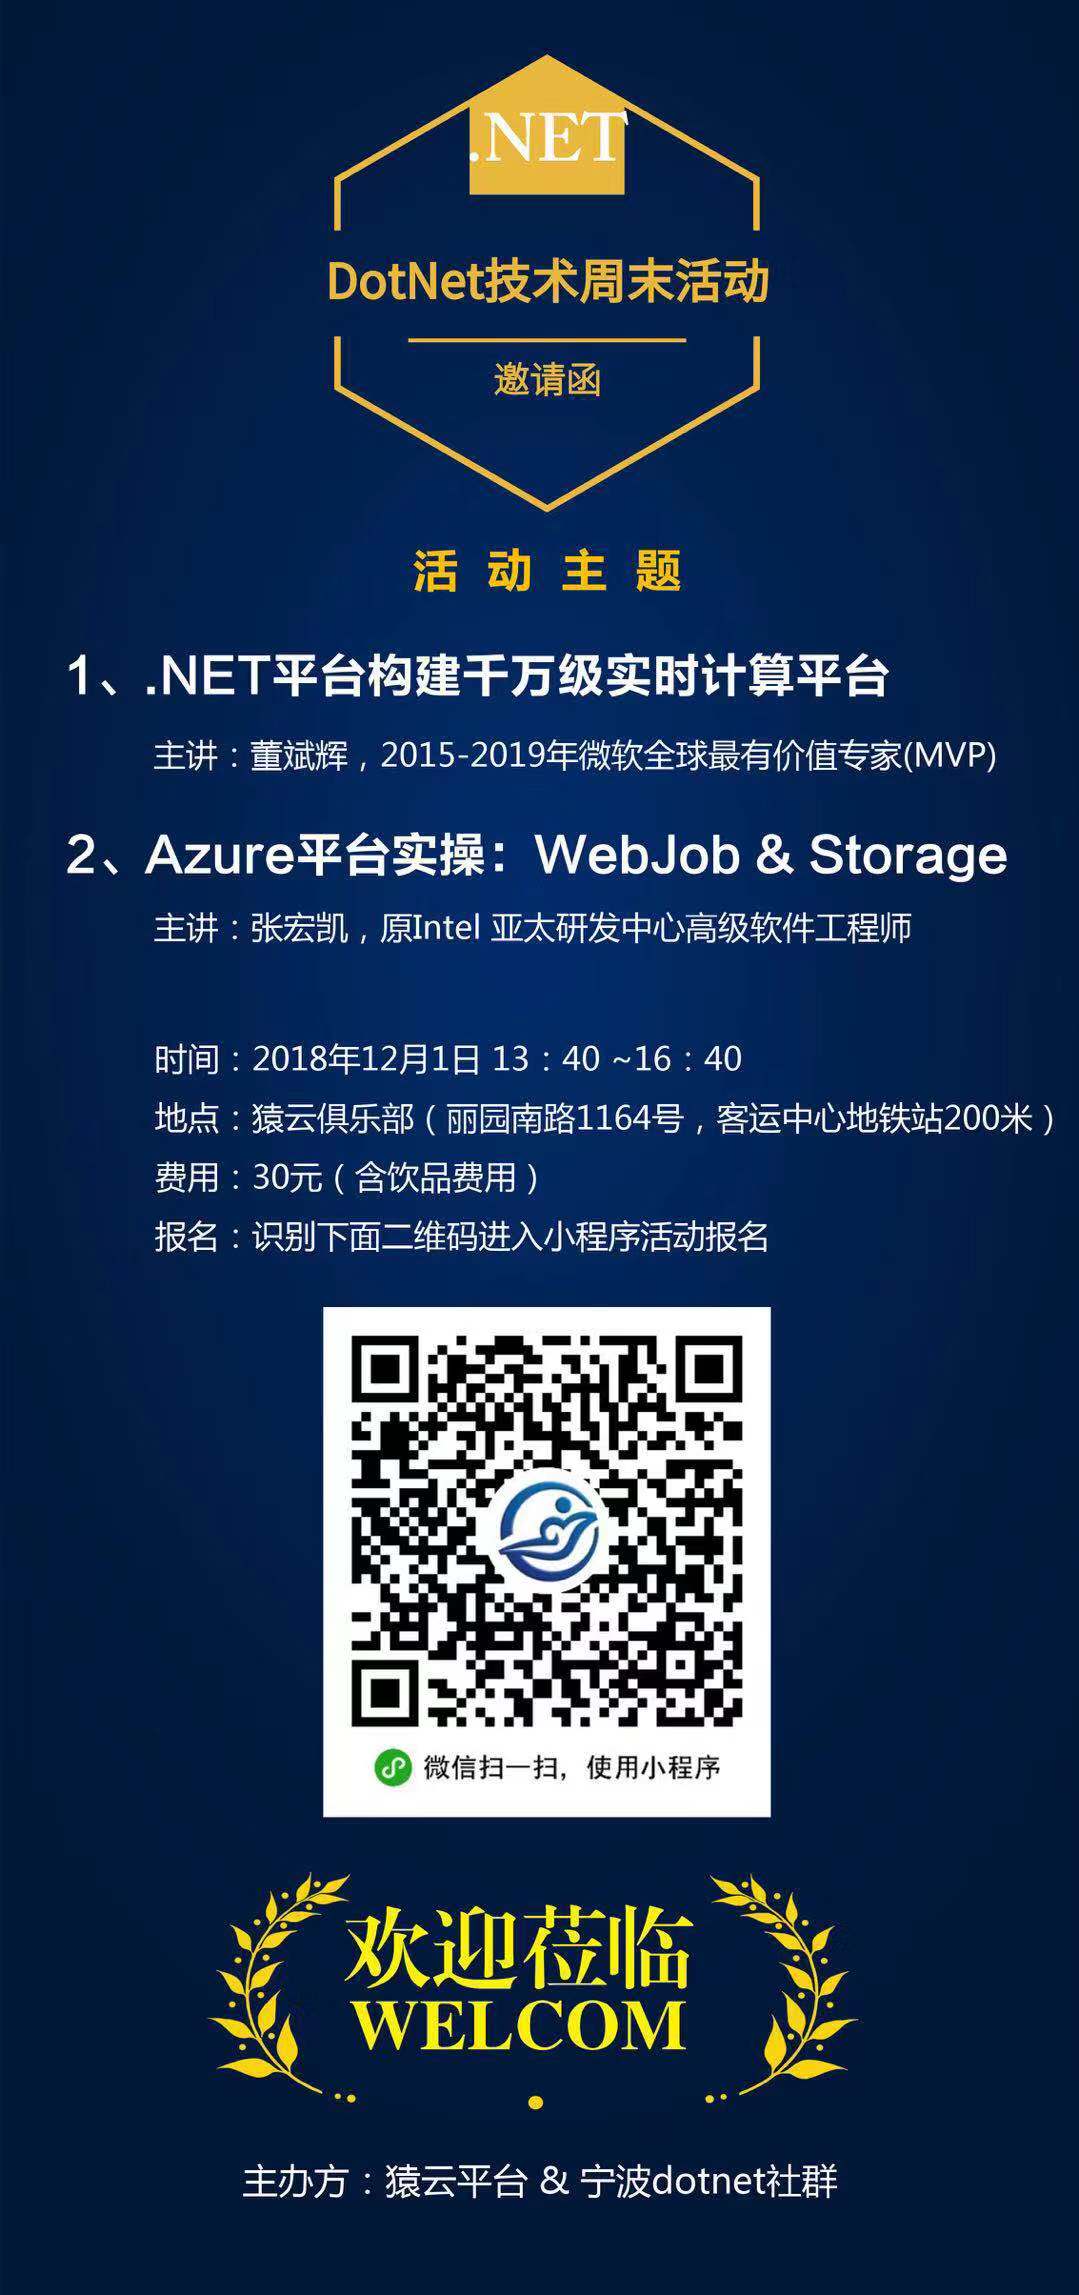 .NET
DotNet技术周末活动
邀请函
活动主题
1、.NET平台构建千万级实时计算平台
主讲：董斌辉，2015-2019年微软全球最有价值专家(MVP)
2、Azure平台实操：WebJob & Storage
主讲：张宏凯，原Intel 亚太研发中心高级软件工程师
时间：2018年12月1日 13：40 ~16：40
地点：猿云俱乐部（丽园南路1164号，客运中心地铁站200米）
费用：30元（含饮品费用）
报名：识别下面二维码进入小程序活动报名
微信扫一扫，使用小程序
欢迎莅临
WELCOM
主办方：猿云平台 & 宁波dotnet社群